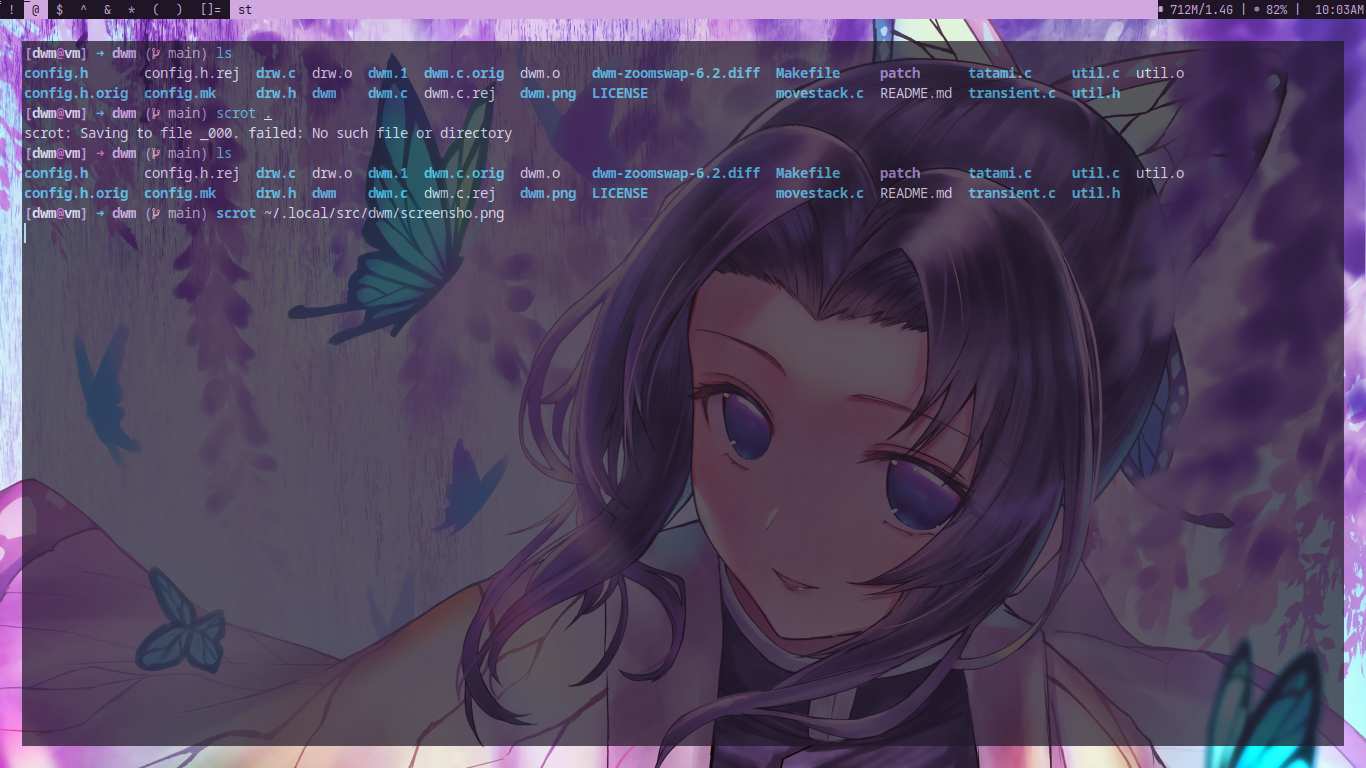 ! @ $ ^ & * ( ) []= st 712M/1.4G | 82% | 10:03AM
[dwm@vm] → dwm ( main) ls
config.h config.h.rej drw.c drw.o dwm.1 dwm.c.orig dwm.o dwm-zoomswap-6.2.diff Makefile patch tatami.c util.c util.o
config.h.orig config.mk drw.h dwm dwm.c dwm.c.rej dwm.png LICENSE movestack.c README.md transient.c util.h
[dwm@vm] → dwm ( main) scrot .
scrot: Saving to file _000. failed: No such file or directory
[dwm@vm] → dwm ( main) ls
config.h config.h.rej drw.c drw.o dwm.1 dwm.c.orig dwm.o dwm-zoomswap-6.2.diff Makefile patch tatami.c util.c util.o
config.h.orig config.mk drw.h dwm dwm.c dwm.c.rej dwm.png LICENSE movestack.c README.md transient.c util.h
[dwm@vm] → dwm ( main) scrot ~/.local/src/dwm/screensho.png